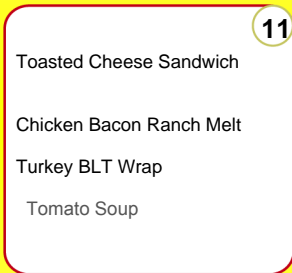 11
Toasted Cheese Sandwich
Chicken Bacon Ranch Melt
Turkey BLT Wrap
Tomato Soup